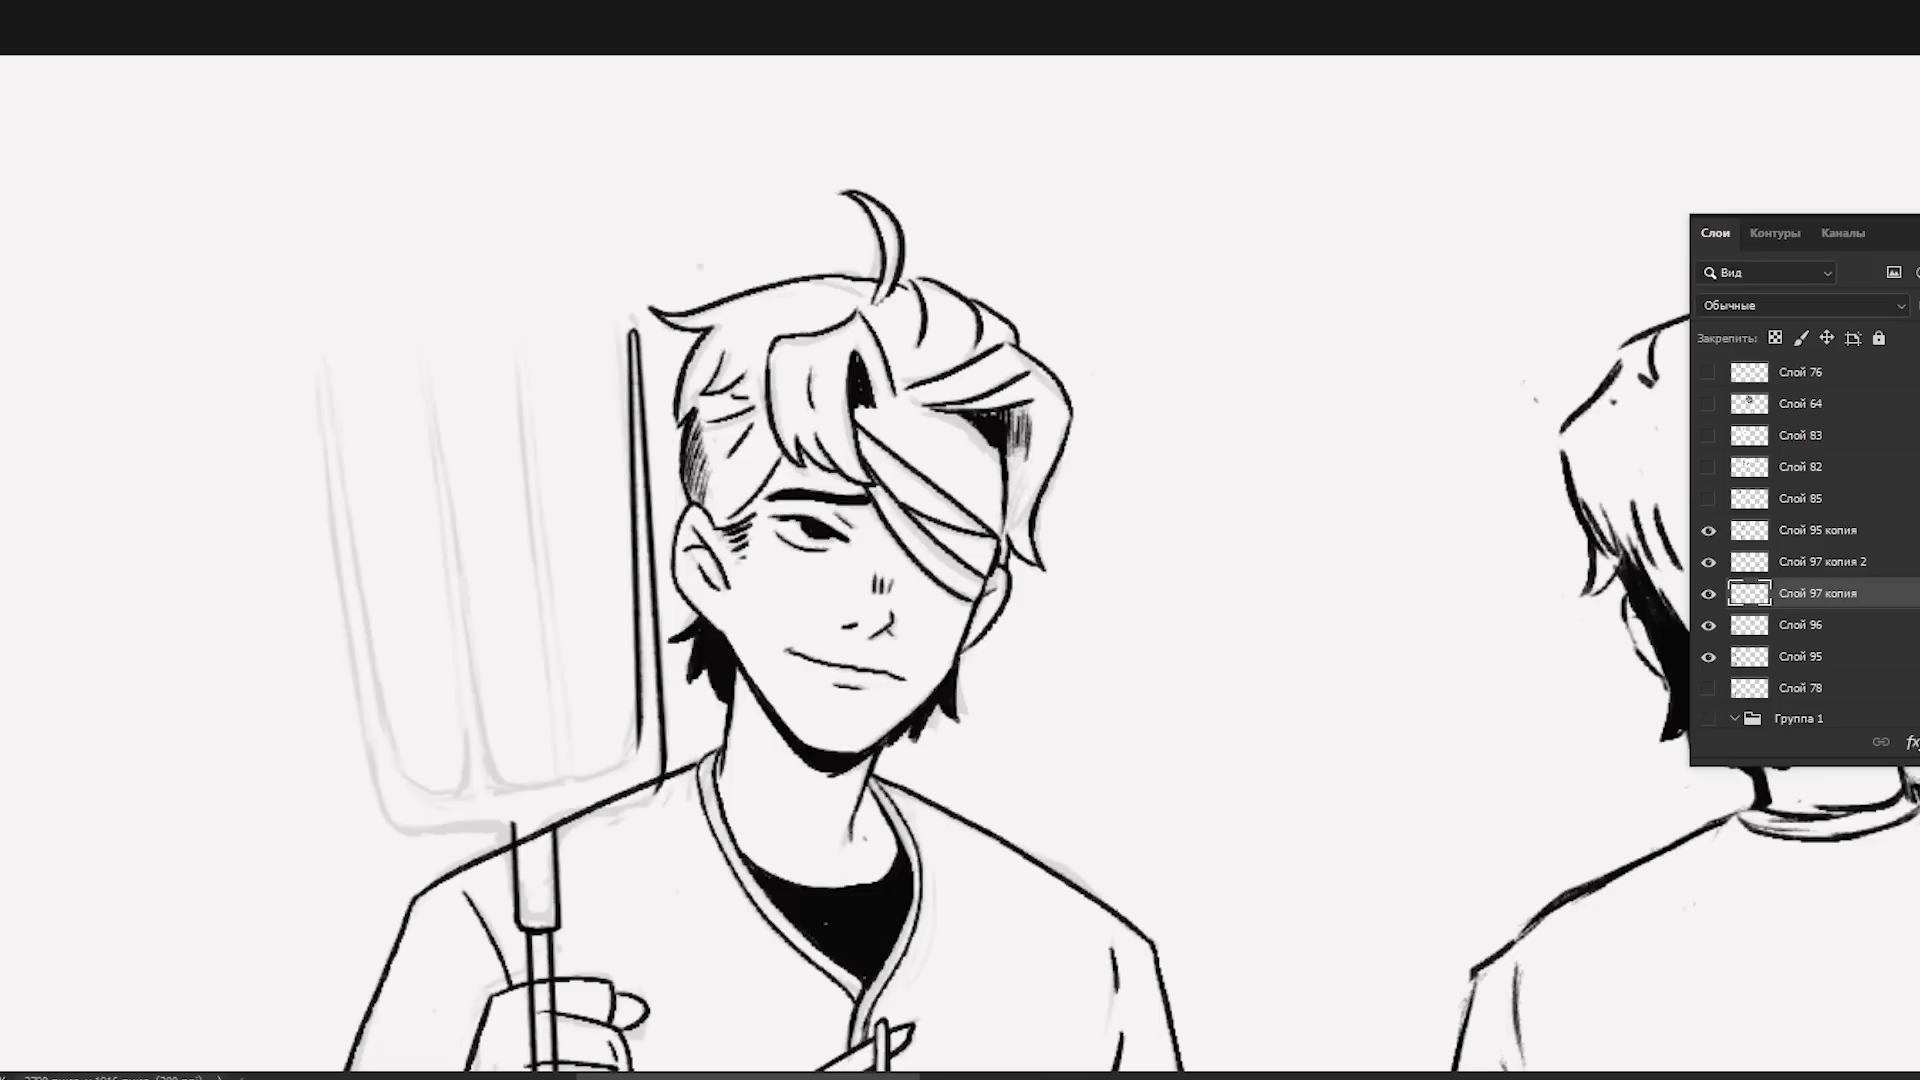 Слои Контуры Каналы
Вид
Обычные
Закрепить:
Слой 76
Слой 64
Слой 83
Слой 82
Слой 85
Слой 95 копия
Слой 97 копия 2
Слой 97 копия
Слой 96
Слой 95
Слой 78
Группа 1
fx